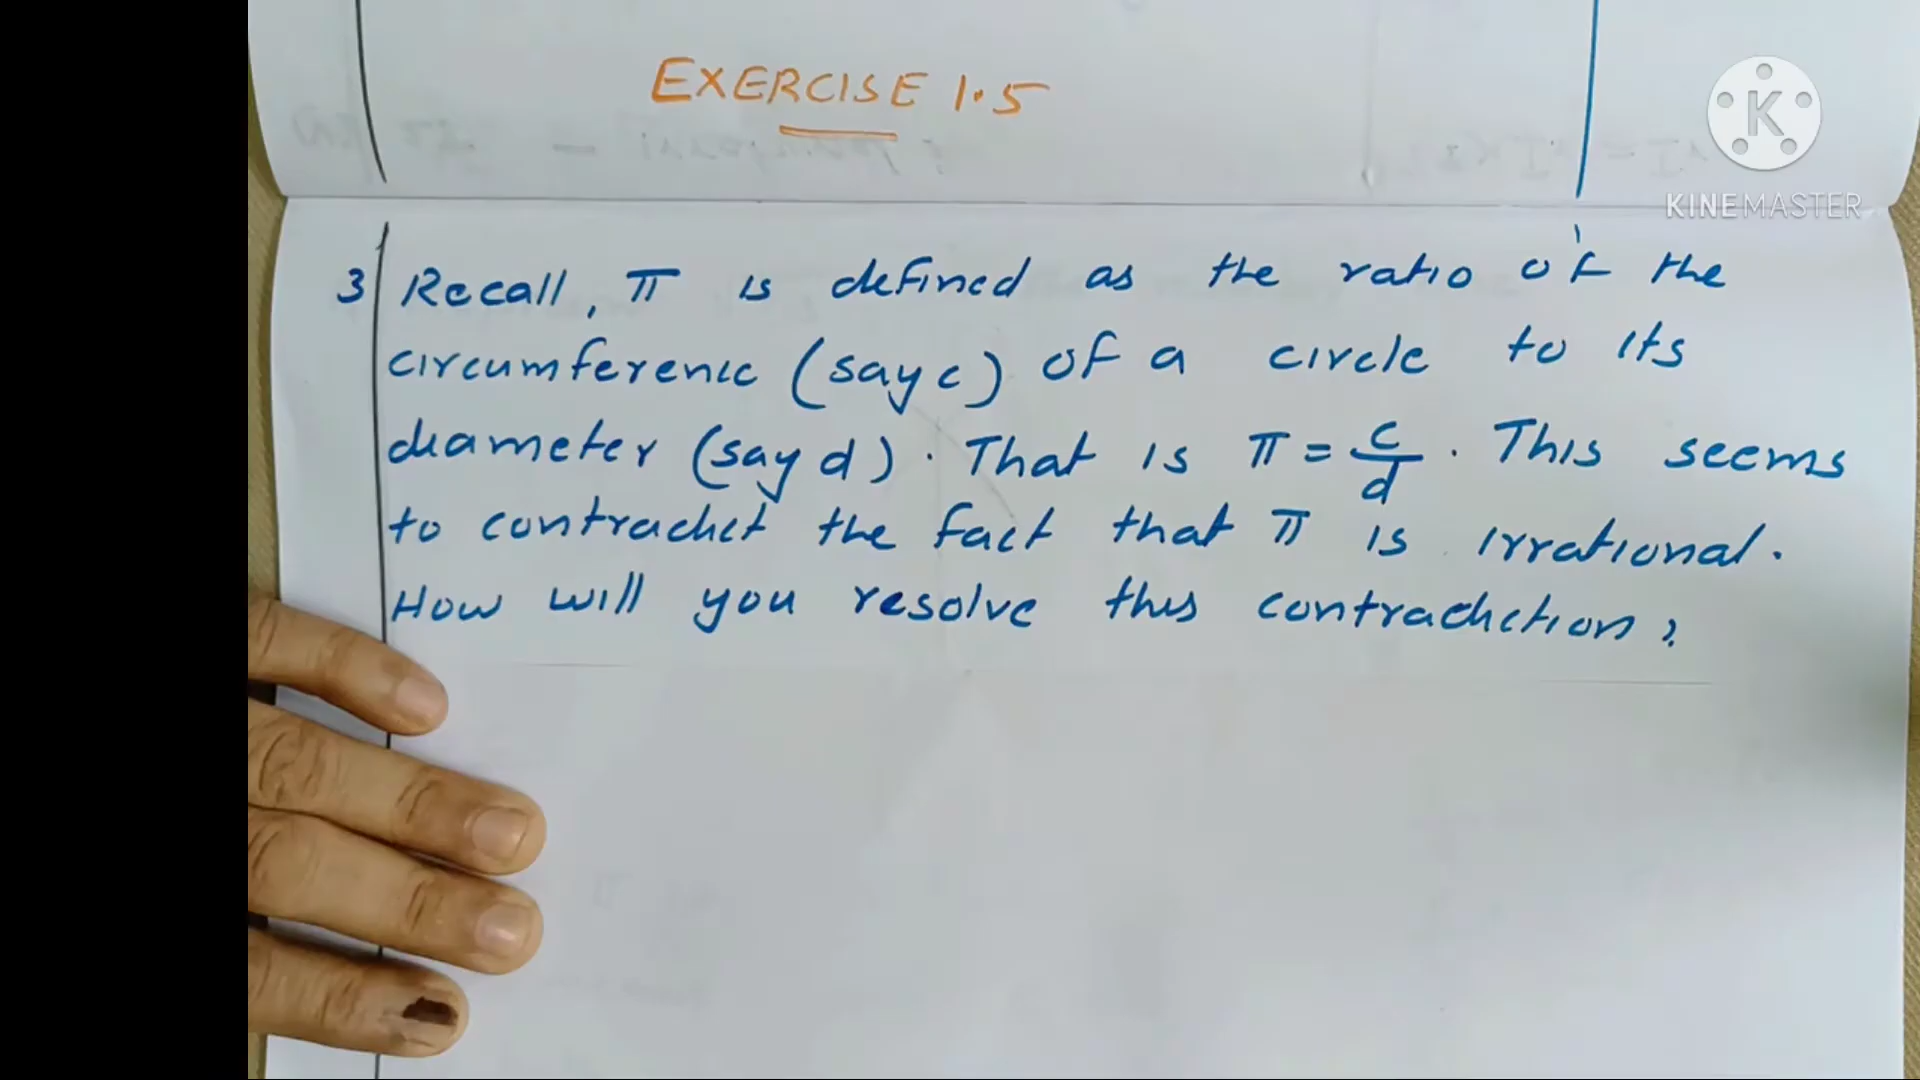 EXERCISE 1.5
K
KINEMASTER
3 Recall, π is defined as the ratio of the
circumference (say c) of a circle to its
diameter (say d). That is π = c/d. This seems
to contradict the fact that π is irrational.
How will you resolve this contradiction?